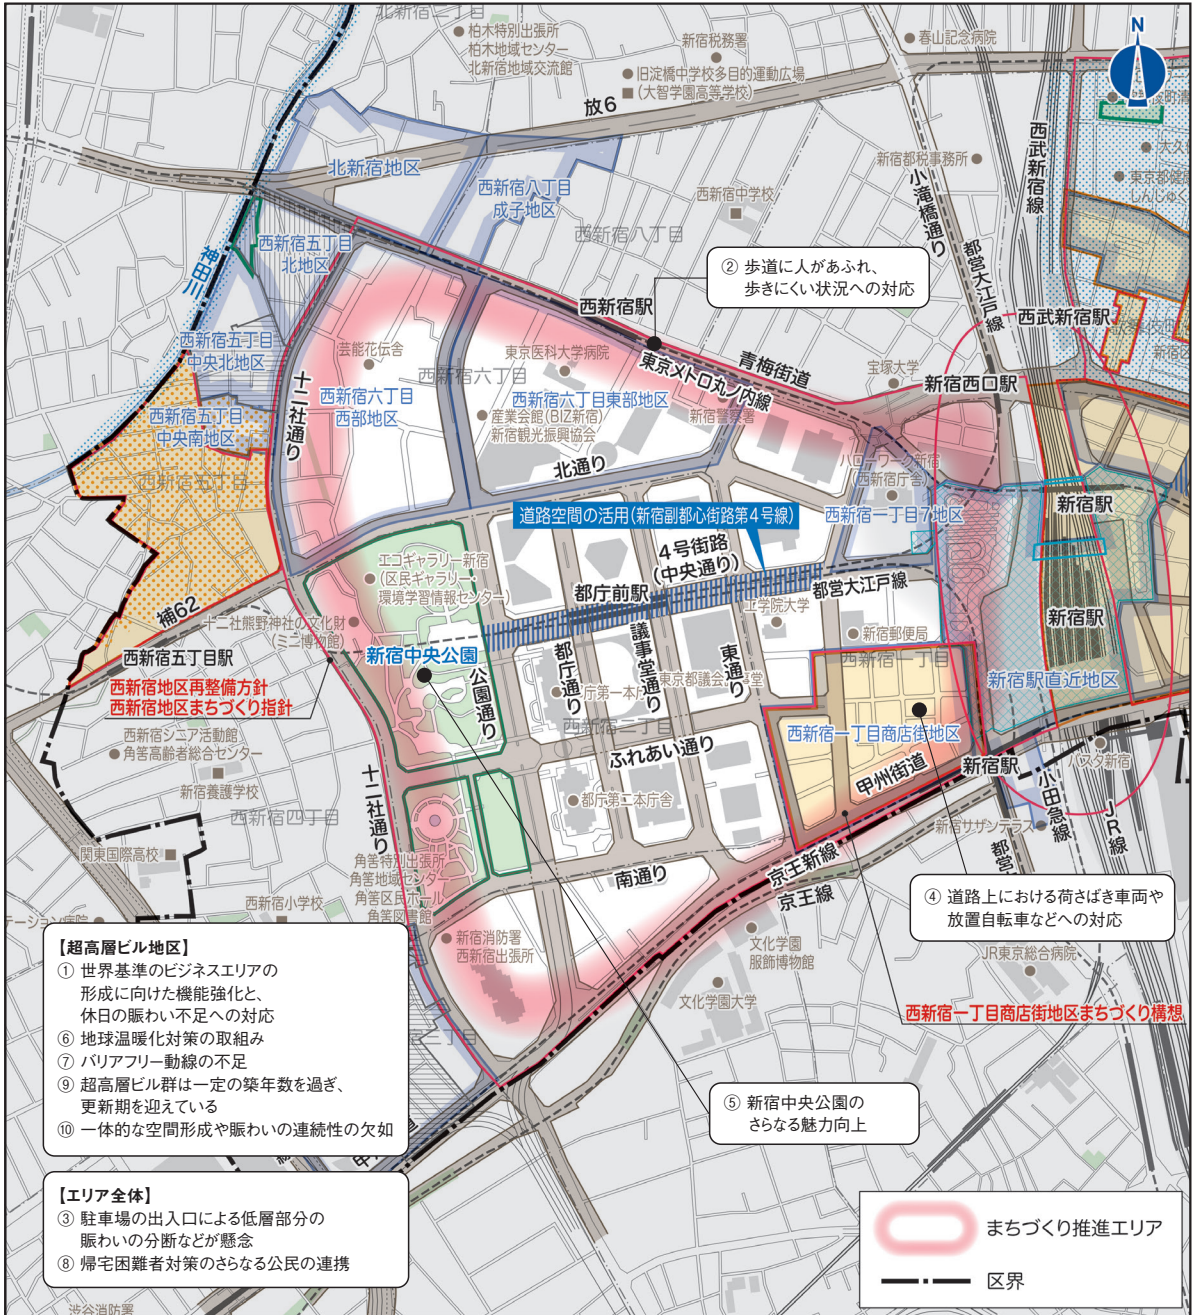 北新宿二丁目
柏木特別出張所
柏木地域センター
北新宿地域交流館
新宿税務署
旧淀橋中学校多目的運動広場
(大智学園高等学校)
春山記念病院
N
放6
北新宿地区
西新宿八丁目
成子地区
西新宿中学校
西新宿八丁目
新宿都税事務所
小滝橋通り
都営大江戸線
西武新宿線
西新宿五丁目
北地区
神田川
② 歩道に人があふれ、
歩きにくい状況への対応
西新宿駅
西武新宿駅
西新宿五丁目
中央北地区
芸能花伝舎
東京医科大学病院
西新宿六丁目
東京メトロ丸ノ内線
青梅街道
宝塚大学
新宿西口駅
十二社通り
西新宿六丁目
西部地区
西新宿六丁目東部地区
産業会館(BIZ新宿)
新宿観光振興協会
新宿警察署
西新宿五丁目
中央南地区
西新宿五丁目
北通り
ハローワーク新宿
(西新宿庁舎)
西新宿一丁目7地区
新宿駅
道路空間の活用(新宿副都心街路第4号線)
4号街路
(中央通り)
エコギャラリー新宿
(区民ギャラリー・
環境学習情報センター)
都庁前駅
都営大江戸線
工学院大学
新宿駅
補62
十二社熊野神社の文化財
(ミニ博物館)
新宿郵便局
西新宿一丁目
西新宿五丁目駅
新宿中央公園
公園通り
都庁通り
議事堂通り
東通り
西新宿地区再整備方針
西新宿地区まちづくり指針
都庁第一本庁舎
東京都議会議事堂
新宿駅直近地区
西新宿二丁目
西新宿一丁目商店街地区
西新宿シニア活動館
角筈高齢者総合センター
ふれあい通り
新宿駅
バスタ新宿
甲州街道
新宿養護学校
十二社通り
都庁第二本庁舎
小田急線
JR線
西新宿四丁目
新宿サザンテラス
関東国際高校
京王新線
京王線
角筈特別出張所
角筈地域センター
角筈区民ホール
角筈図書館
南通り
西新宿小学校
④ 道路上における荷さばき車両や
放置自転車などへの対応
新宿消防署
西新宿出張所
文化学園
服飾博物館
JR東京総合病院
文化学園大学
西新宿一丁目商店街地区まちづくり構想
【超高層ビル地区】
① 世界基準のビジネスエリアの
形成に向けた機能強化と、
休日の賑わい不足への対応
⑥ 地球温暖化対策の取組み
⑦ バリアフリー動線の不足
⑨ 超高層ビル群は一定の築年数を過ぎ、
更新期を迎えている
⑩ 一体的な空間形成や賑わいの連続性の欠如
⑤ 新宿中央公園の
さらなる魅力向上
【エリア全体】
③ 駐車場の出入口による低層部分の
賑わいの分断などが懸念
⑧ 帰宅困難者対策のさらなる公民の連携
まちづくり推進エリア
区界
渋谷消防署